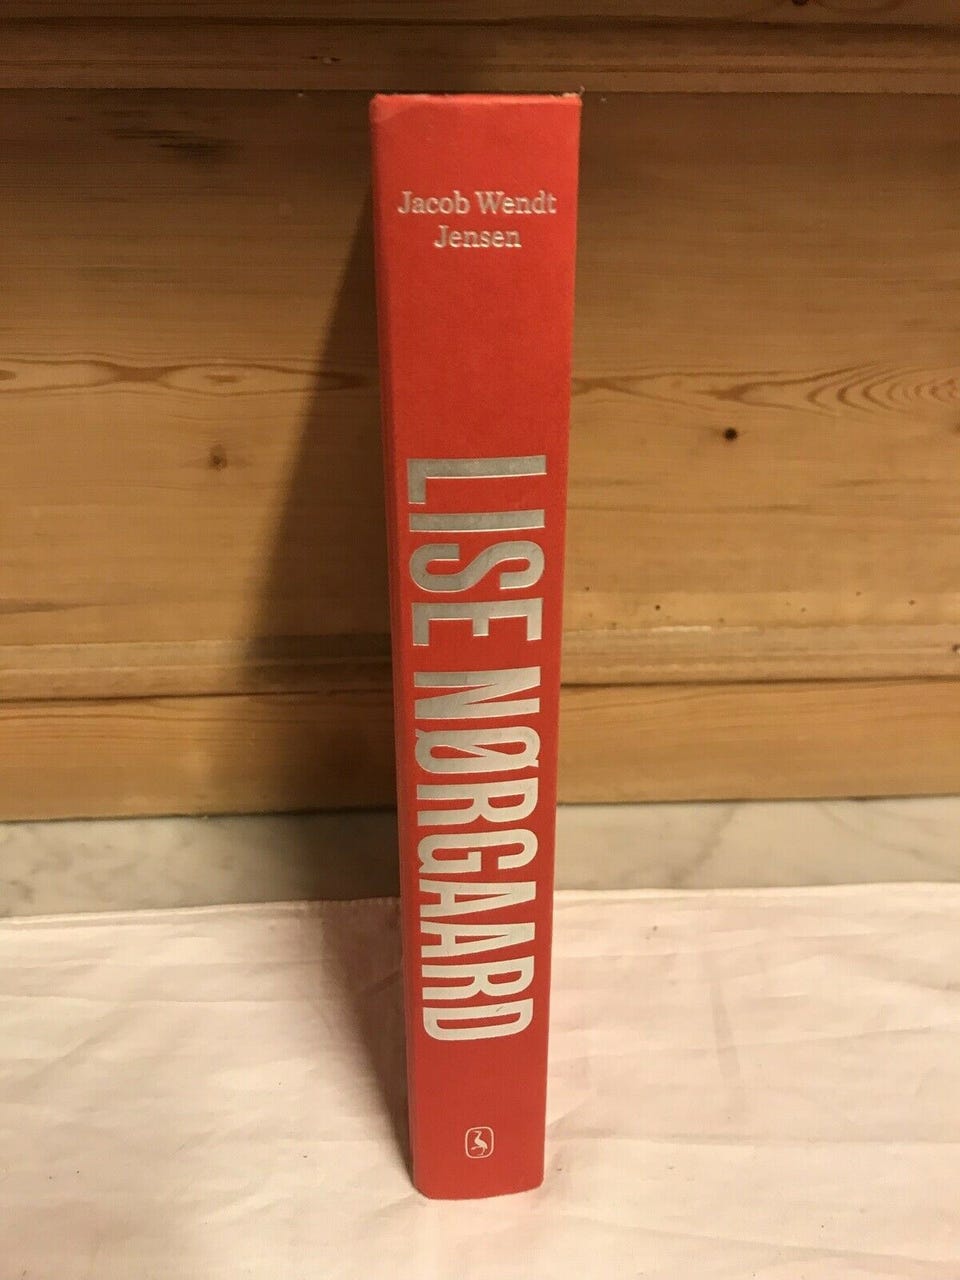 Jacob Wendt
Jensen
LISE NØRGAARD